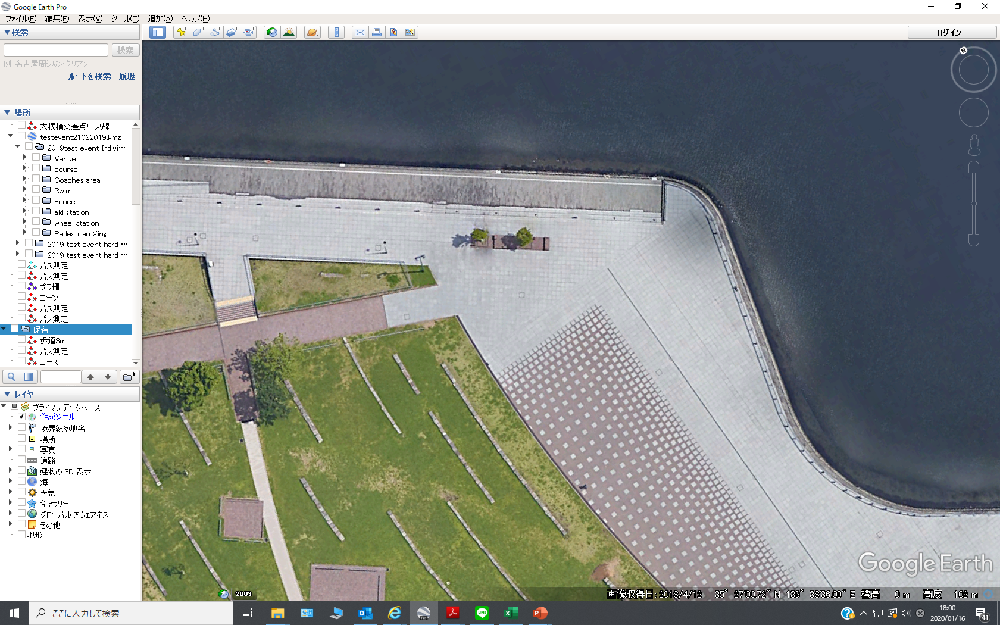 Google Earth Pro
ファイル(F) 編集(E) 表示(V) ツール(T) 追加(A) ヘルプ(H)
▼検索
検索
例: 名古屋周辺のイタリアン
ルートを検索 履歴
ログイン
N
▼ 場所
大桟橋交差点中央線
testevent21022019.kmz
2019test event Indivi…
Venue
course
Coaches area
Swim
Fence
aid station
wheel station
Pedestrian Xing
2019 test event hard …
2019 test event hard …
パス測定
パス測定
プラ柵
コーン
パス測定
パス測定
保留
歩道3m
パス測定
コース
▼ レイヤ
プライマリ データベース
作成ツール
境界線や地名
場所
写真
道路
建物の 3D 表示
海
天気
ギャラリー
グローバル アウェアネス
その他
地形
Google Earth
2003
画像取得日: 2018/4/12 35° 27'00.72" N 139° 38'36.09" E 標高 0 m 高度 102 m
ここに入力して検索
18:00
2020/01/16
41